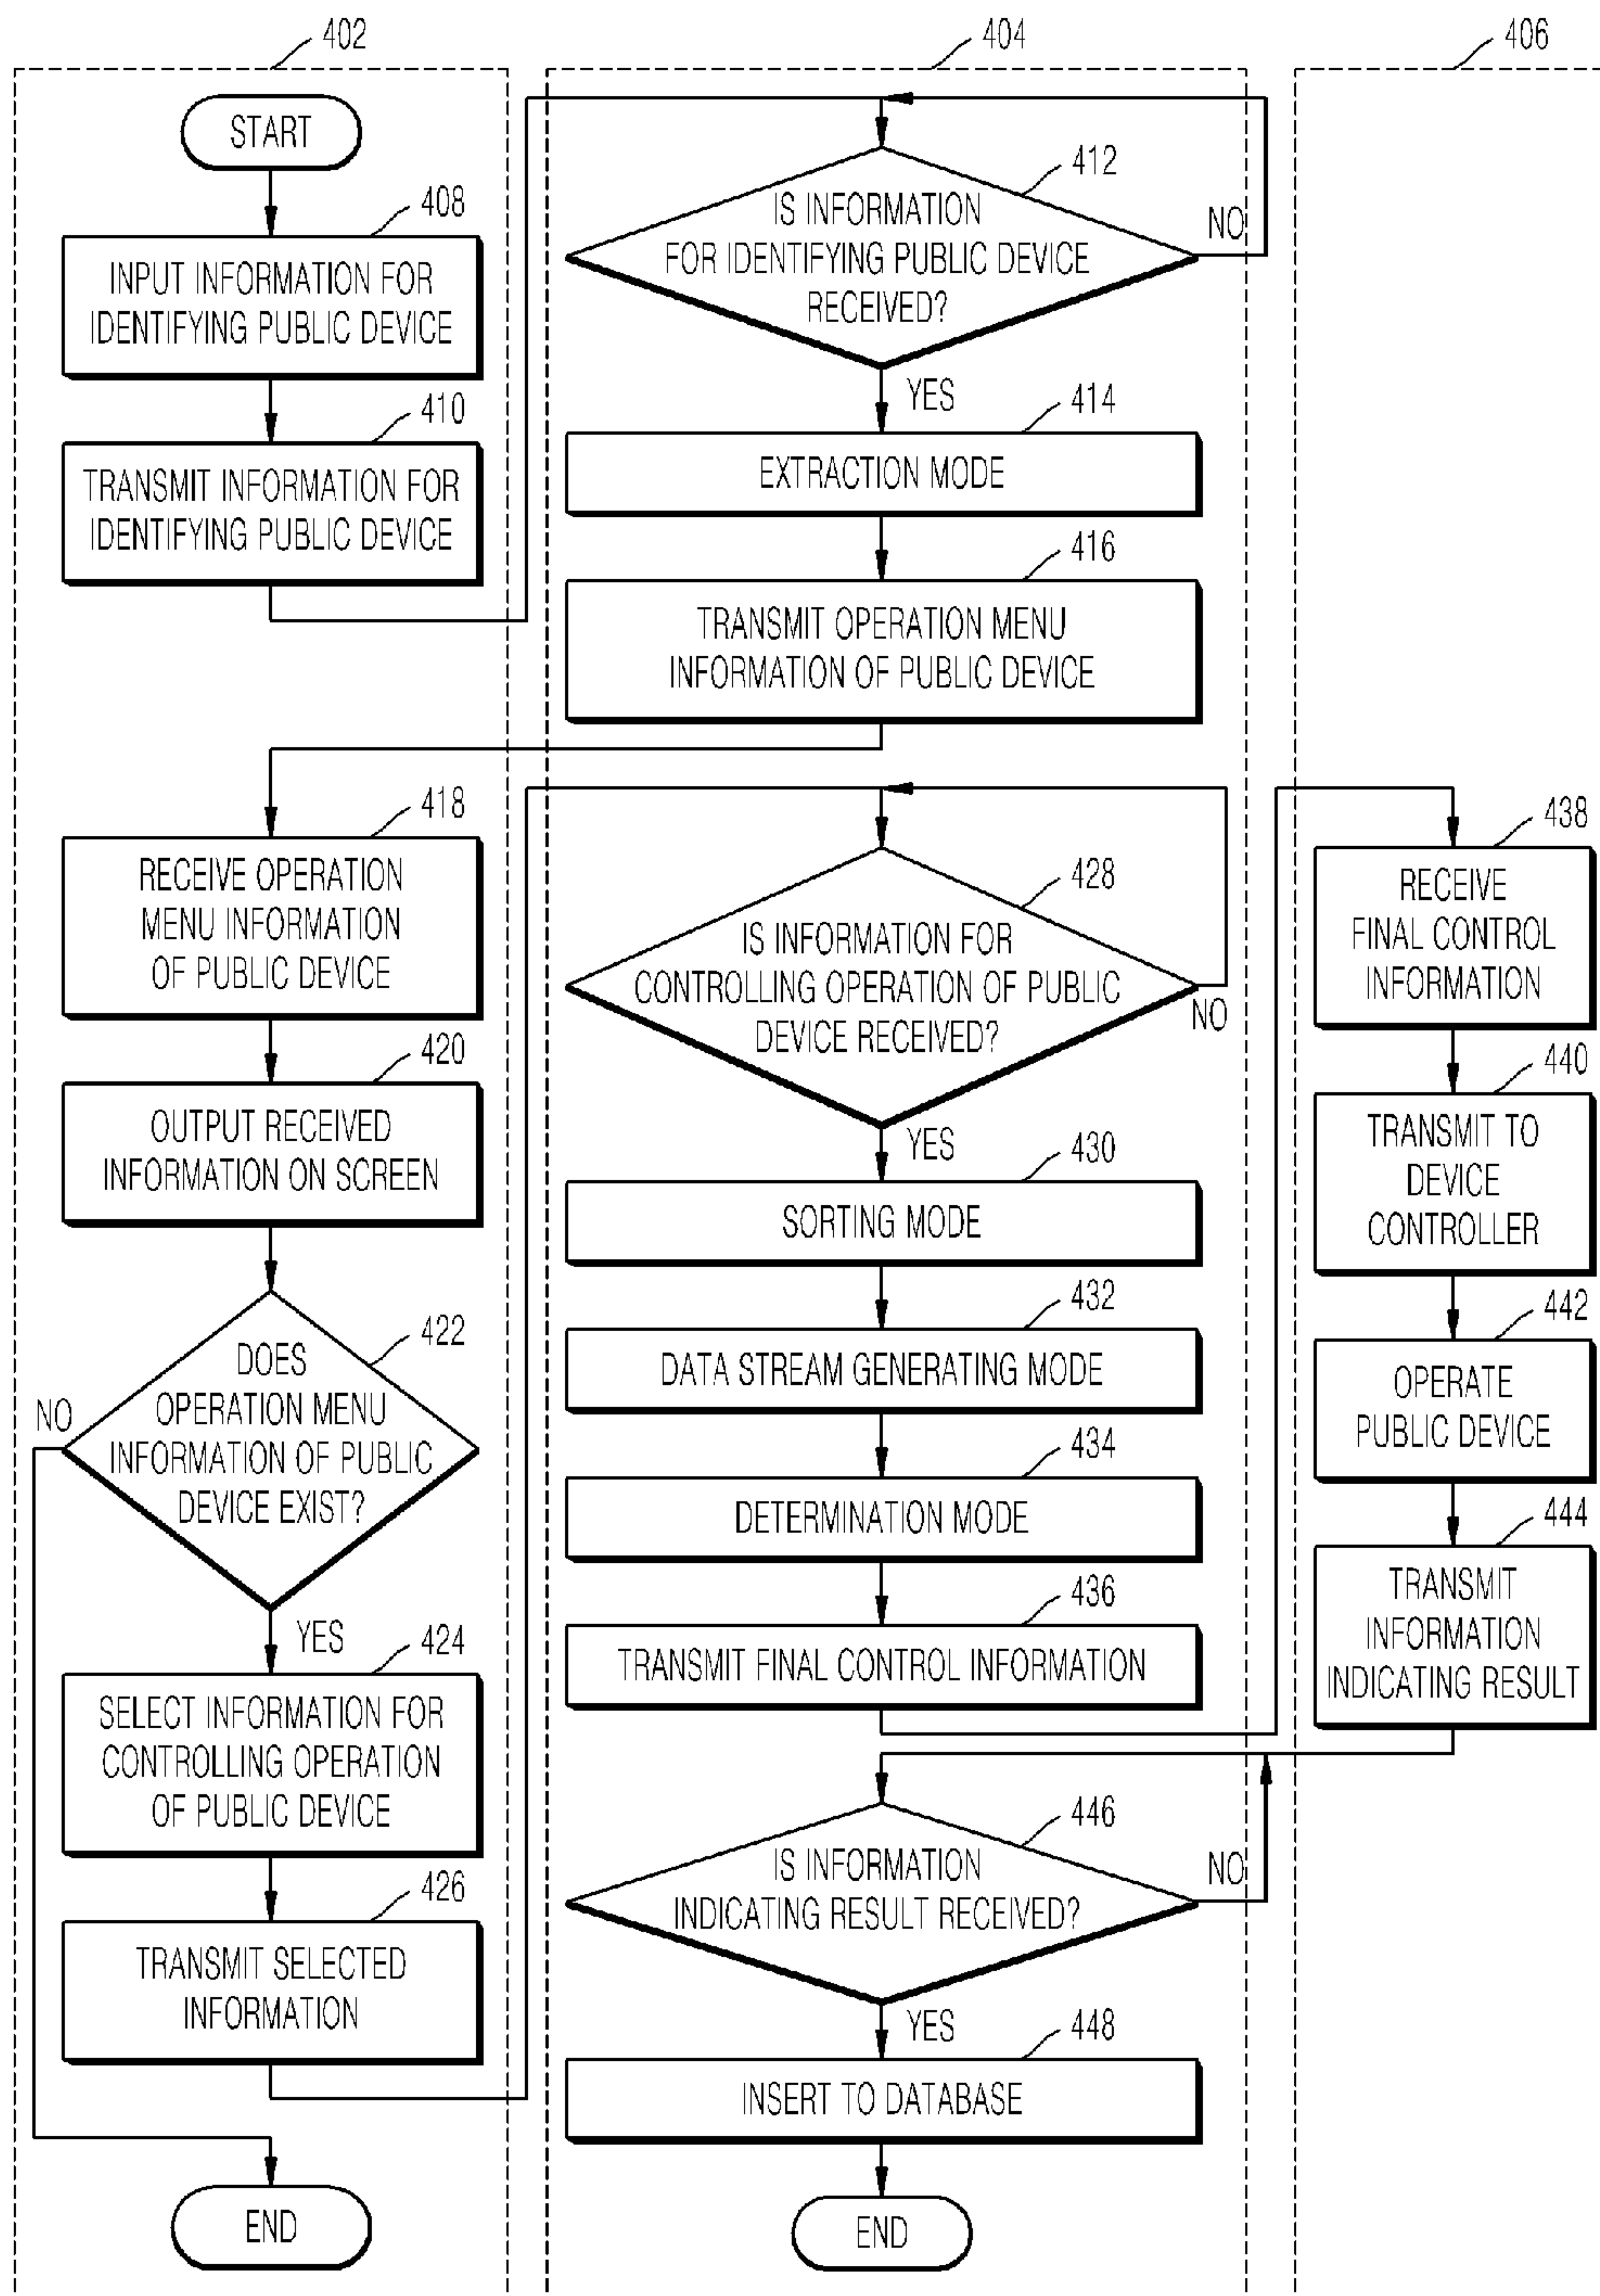 402
404
406
START
408
INPUT INFORMATION FOR
IDENTIFYING PUBLIC DEVICE
410
TRANSMIT INFORMATION FOR
IDENTIFYING PUBLIC DEVICE
412
IS INFORMATION
FOR IDENTIFYING PUBLIC DEVICE
RECEIVED?
NO
YES
414
EXTRACTION MODE
416
TRANSMIT OPERATION MENU
INFORMATION OF PUBLIC DEVICE
418
RECEIVE OPERATION
MENU INFORMATION
OF PUBLIC DEVICE
420
OUTPUT RECEIVED
INFORMATION ON SCREEN
422
DOES
OPERATION MENU
INFORMATION OF PUBLIC
DEVICE EXIST?
NO
YES
424
SELECT INFORMATION FOR
CONTROLLING OPERATION
OF PUBLIC DEVICE
426
TRANSMIT SELECTED
INFORMATION
END
428
IS INFORMATION FOR
CONTROLLING OPERATION OF PUBLIC
DEVICE RECEIVED?
NO
YES
430
SORTING MODE
432
DATA STREAM GENERATING MODE
434
DETERMINATION MODE
436
TRANSMIT FINAL CONTROL INFORMATION
438
RECEIVE
FINAL CONTROL
INFORMATION
440
TRANSMIT TO
DEVICE
CONTROLLER
442
OPERATE
PUBLIC DEVICE
444
TRANSMIT
INFORMATION
INDICATING RESULT
446
IS INFORMATION
INDICATING RESULT RECEIVED?
NO
YES
448
INSERT TO DATABASE
END